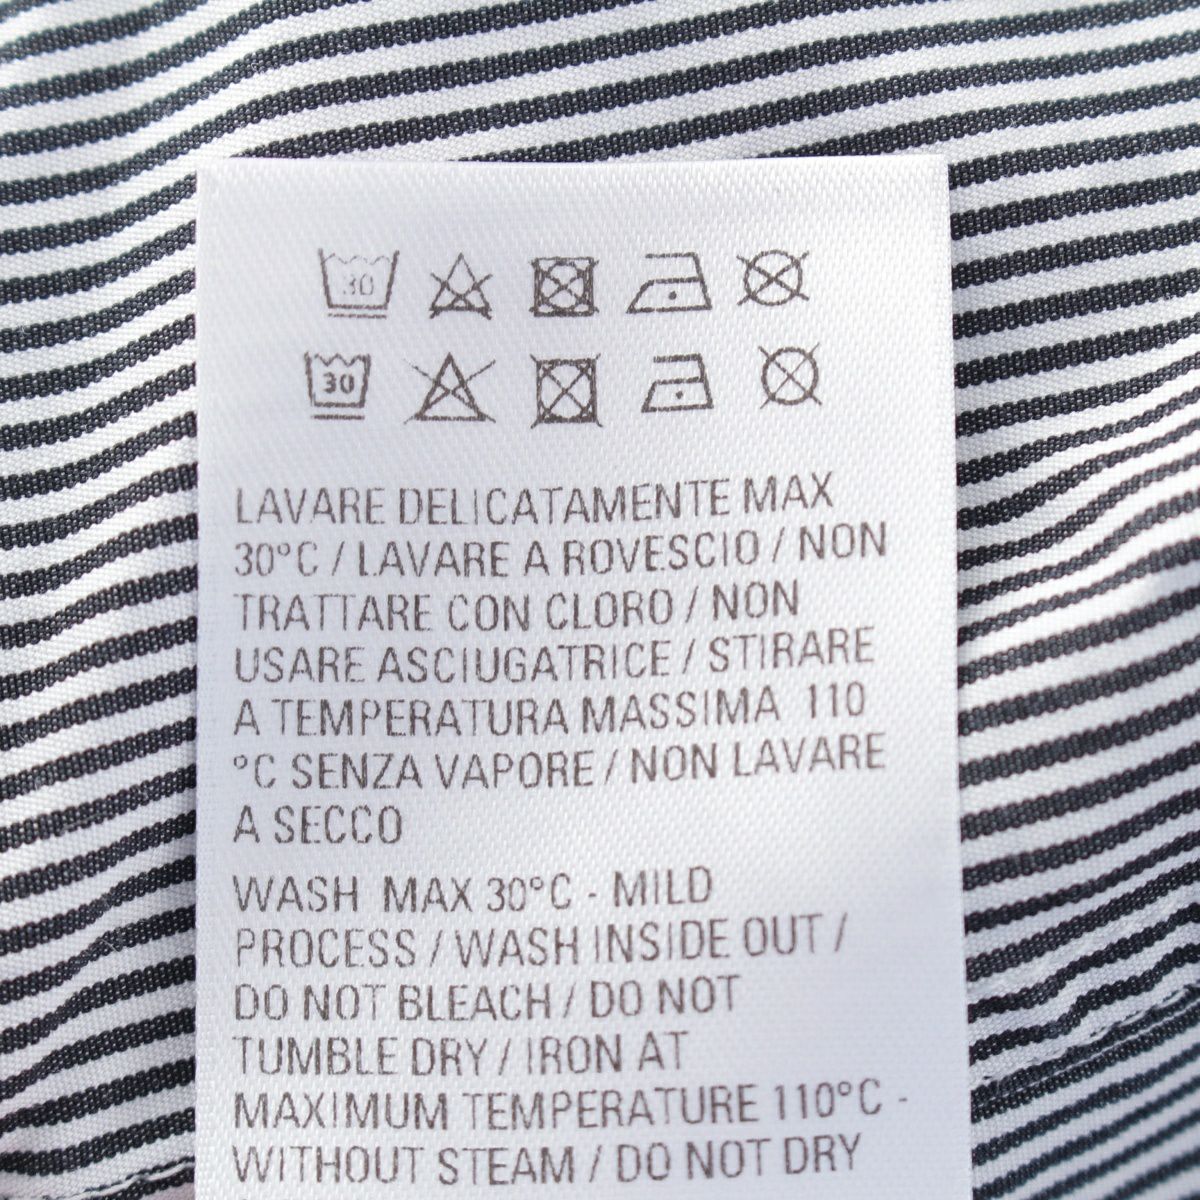 30
30
LAVARE DELICATAMENTE MAX
30°C / LAVARE A ROVESCIO / NON
TRATTARE CON CLORO / NON
USARE ASCIUGATRICE / STIRARE
A TEMPERATURA MASSIMA 110
°C SENZA VAPORE / NON LAVARE
A SECCO
WASH MAX 30°C - MILD
PROCESS / WASH INSIDE OUT /
DO NOT BLEACH / DO NOT
TUMBLE DRY / IRON AT
MAXIMUM TEMPERATURE 110°C -
WITHOUT STEAM / DO NOT DRY